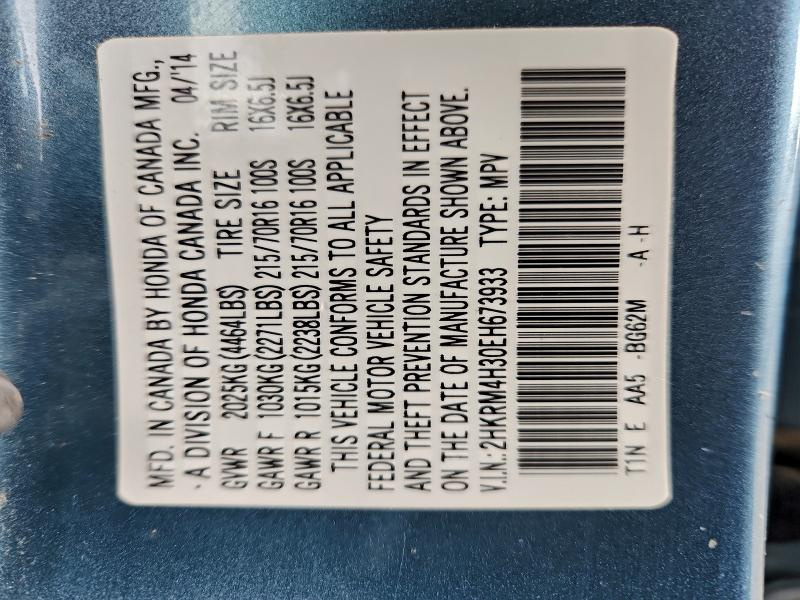 MFD. IN CANADA BY HONDA OF CANADA MFG.,
- A DIVISION OF HONDA CANADA INC. 04/'14
GVWR 2025KG(4464LBS) TIRE SIZE RIM SIZE
GAWR F 1030KG(2271LBS) 215/70R16 100S 16X6.5J
GAWR R 1015KG(2238LBS) 215/70R16 100S 16X6.5J
THIS VEHICLE CONFORMS TO ALL APPLICABLE
FEDERAL MOTOR VEHICLE SAFETY
AND THEFT PREVENTION STANDARDS IN EFFECT
ON THE DATE OF MANUFACTURE SHOWN ABOVE.
V.I.N.: 2HKRM4H30EH673933 TYPE: MPV
T1N E AA5 -BG62M -A -H